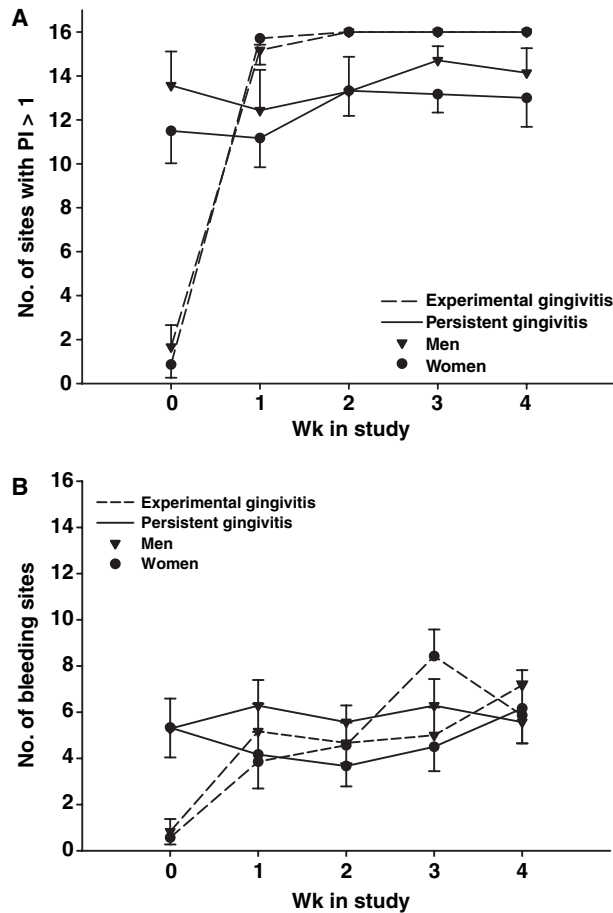 A
16
14
12
10
8
6
4
2
0
No. of sites with PI > 1
Experimental gingivitis
Persistent gingivitis
Men
Women
0 1 2 3 4
Wk in study
B
16
14
12
10
8
6
4
2
0
No. of bleeding sites
Experimental gingivitis
Persistent gingivitis
Men
Women
0 1 2 3 4
Wk in study